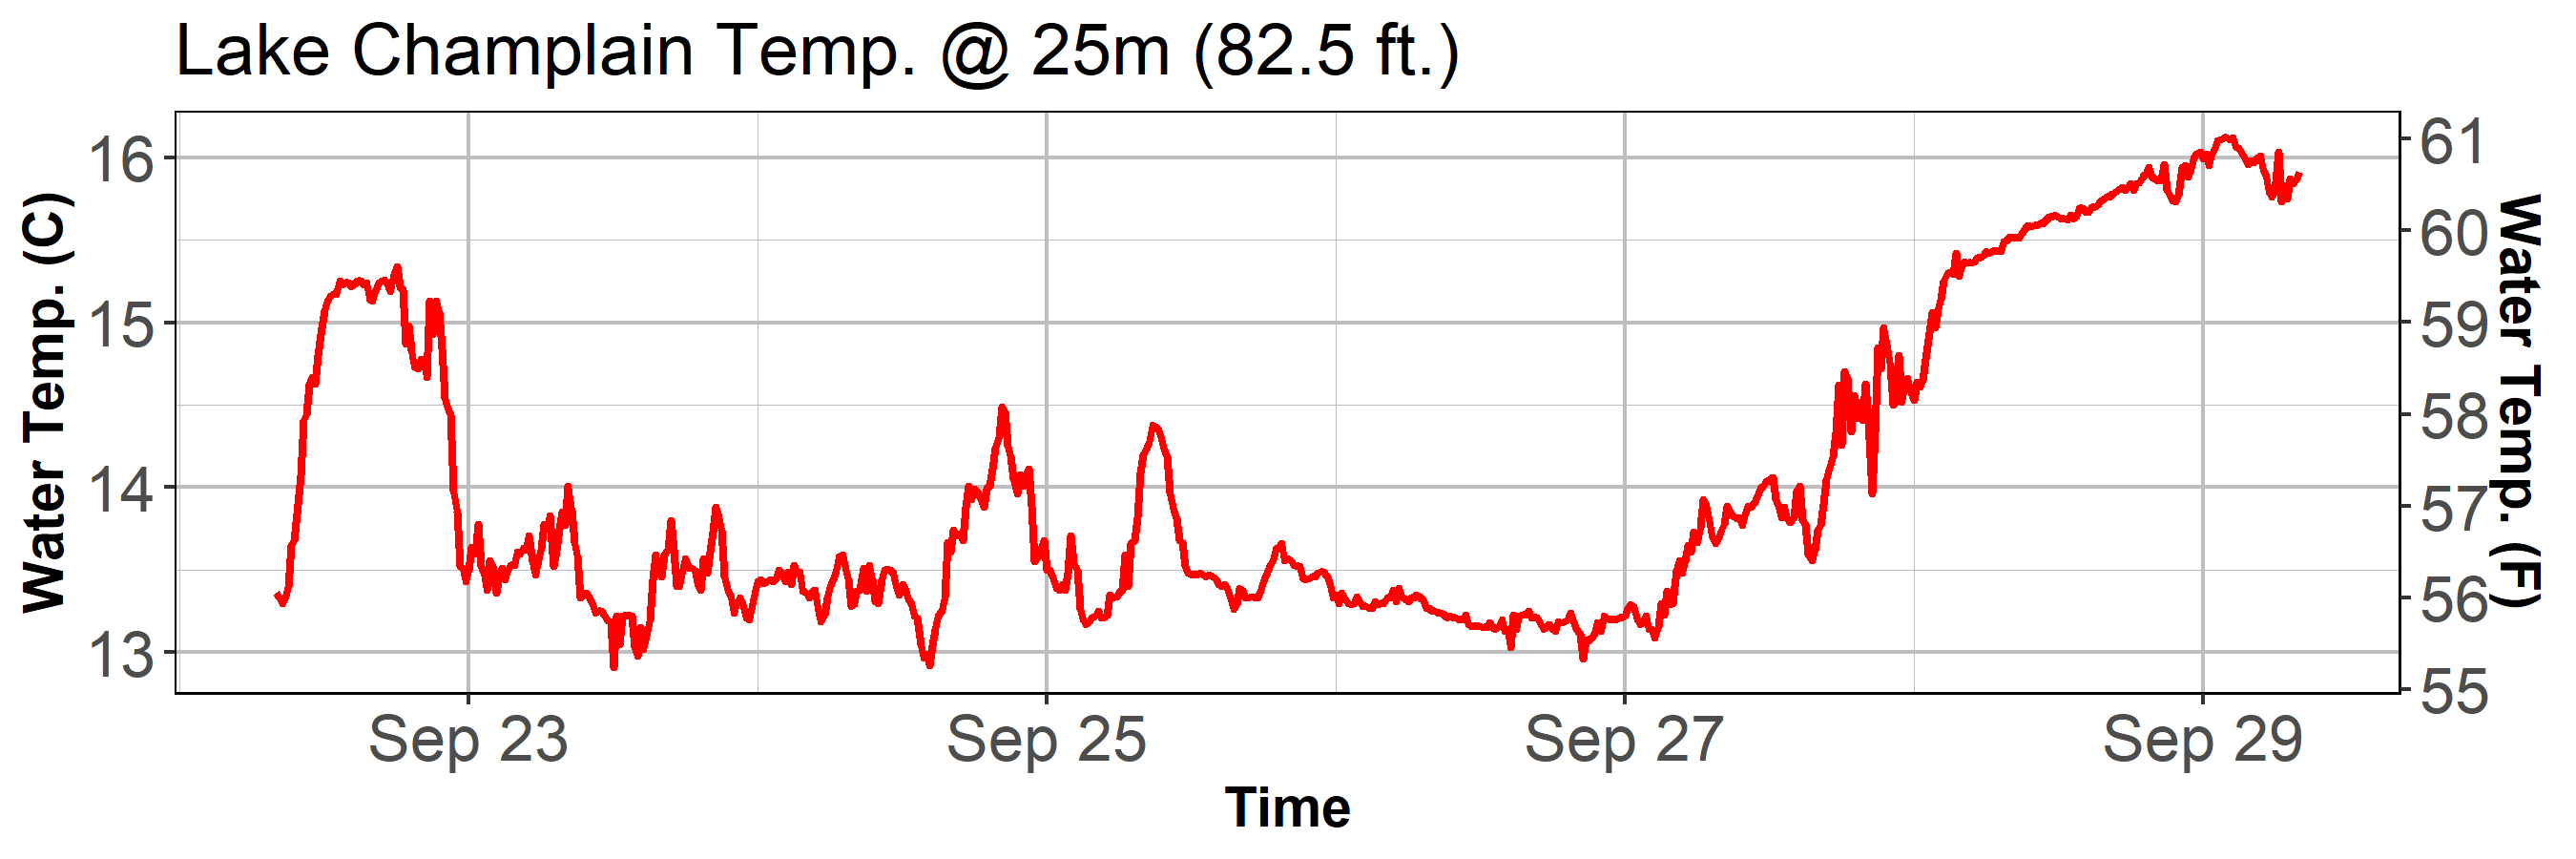 Lake Champlain Temp. @ 25m (82.5 ft.)
Water Temp. (C)
16
15
14
13
61
60
59
58
57
56
55
Water Temp. (F)
Sep 23
Sep 25
Sep 27
Sep 29
Time